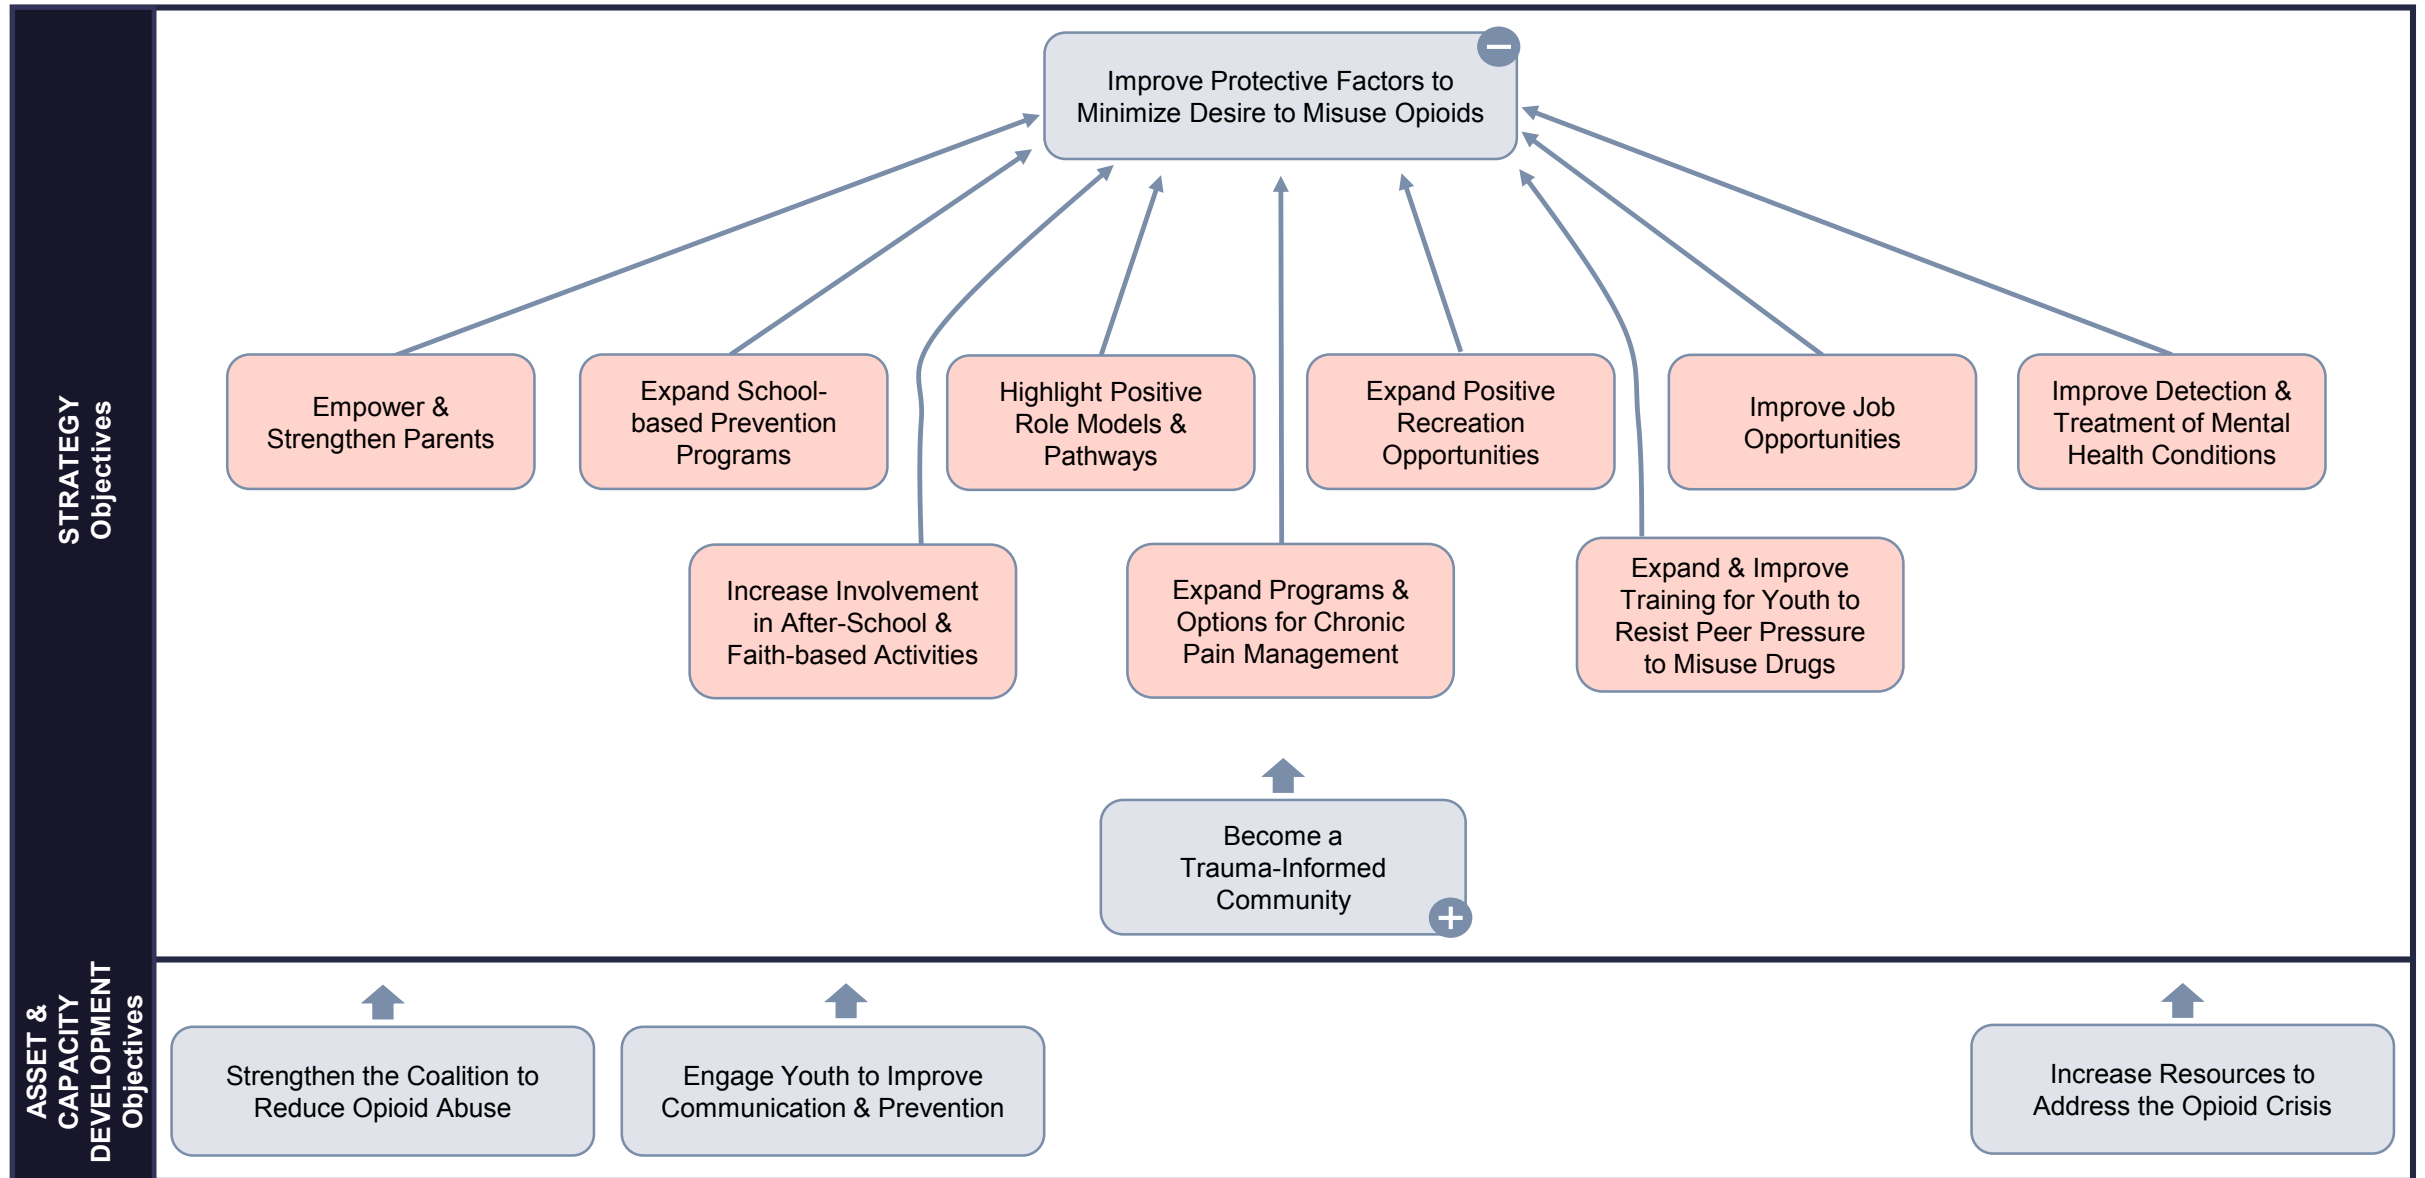 Improve Protective Factors to
Minimize Desire to Misuse Opioids
STRATEGY
Objectives
Empower &
Strengthen Parents
Expand School-
based Prevention
Programs
Highlight Positive
Role Models &
Pathways
Expand Positive
Recreation
Opportunities
Improve Job
Opportunities
Improve Detection &
Treatment of Mental
Health Conditions
Increase Involvement
in After-School &
Faith-based Activities
Expand Programs &
Options for Chronic
Pain Management
Expand & Improve
Training for Youth to
Resist Peer Pressure
to Misuse Drugs
Become a
Trauma-Informed
Community
ASSET &
CAPACITY
DEVELOPMENT
Objectives
Strengthen the Coalition to
Reduce Opioid Abuse
Engage Youth to Improve
Communication & Prevention
Increase Resources to
Address the Opioid Crisis